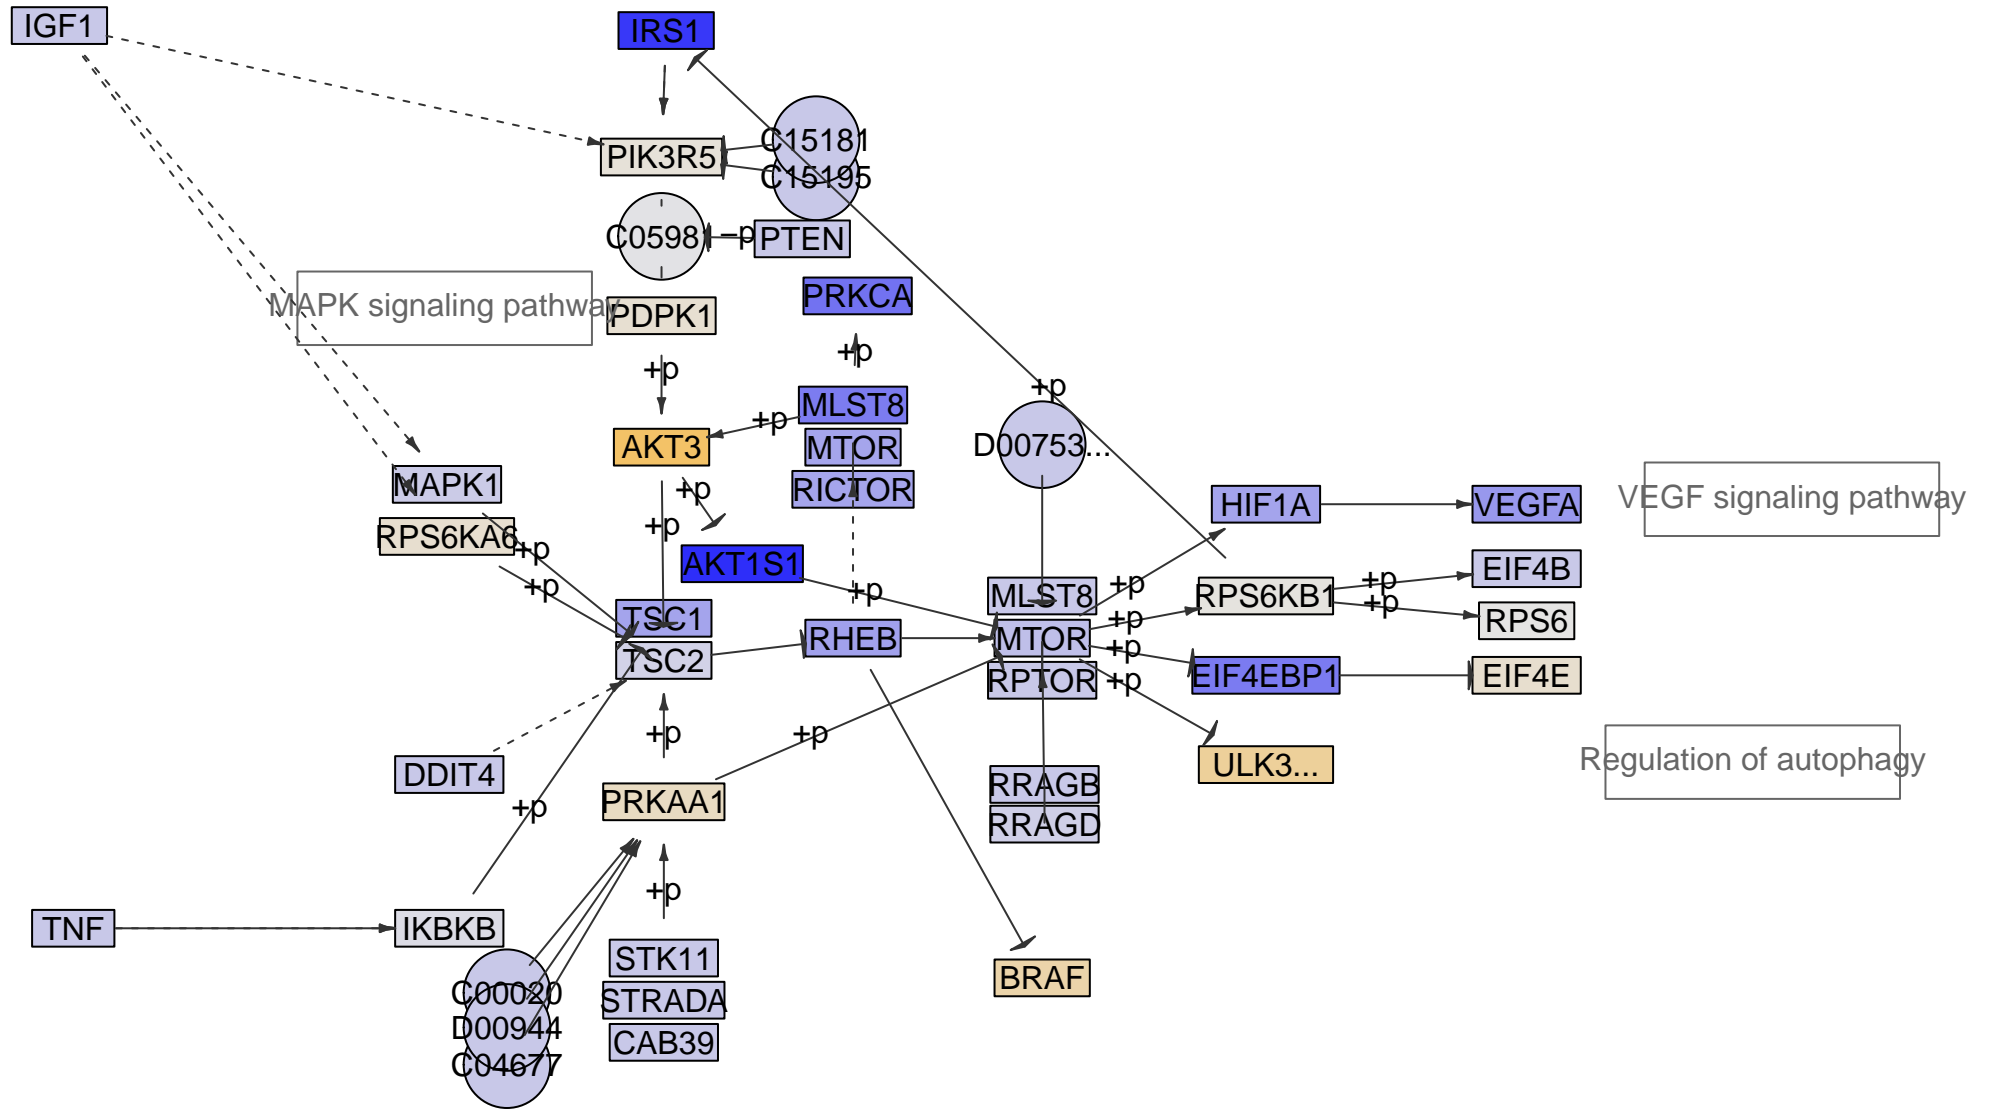 IGF1
IRS1
C15181
PIK3R5
C15195
C0598
−p
PTEN
PRKCA
MAPK signaling pathway
PDPK1
+p
+p
+p
MLST8
+p
AKT3
MTOR
D00753...
MAPK1
+p
RICTOR
HIF1A
VEGFA
VEGF signaling pathway
+p
RPS6KA6
+p
AKT1S1
EIF4B
+p
+p
+p
+p
MLST8
RPS6KB1
+p
TSC1
+p
RPS6
RHEB
MTOR
+p
TSC2
RPTOR
+p
EIF4EBP1
EIF4E
+p
+p
Regulation of autophagy
ULK3...
DDIT4
RRAGB
PRKAA1
+p
RRAGD
+p
TNF
IKBKB
STK11
BRAF
C00020
STRADA
D00944
CAB39
C04677